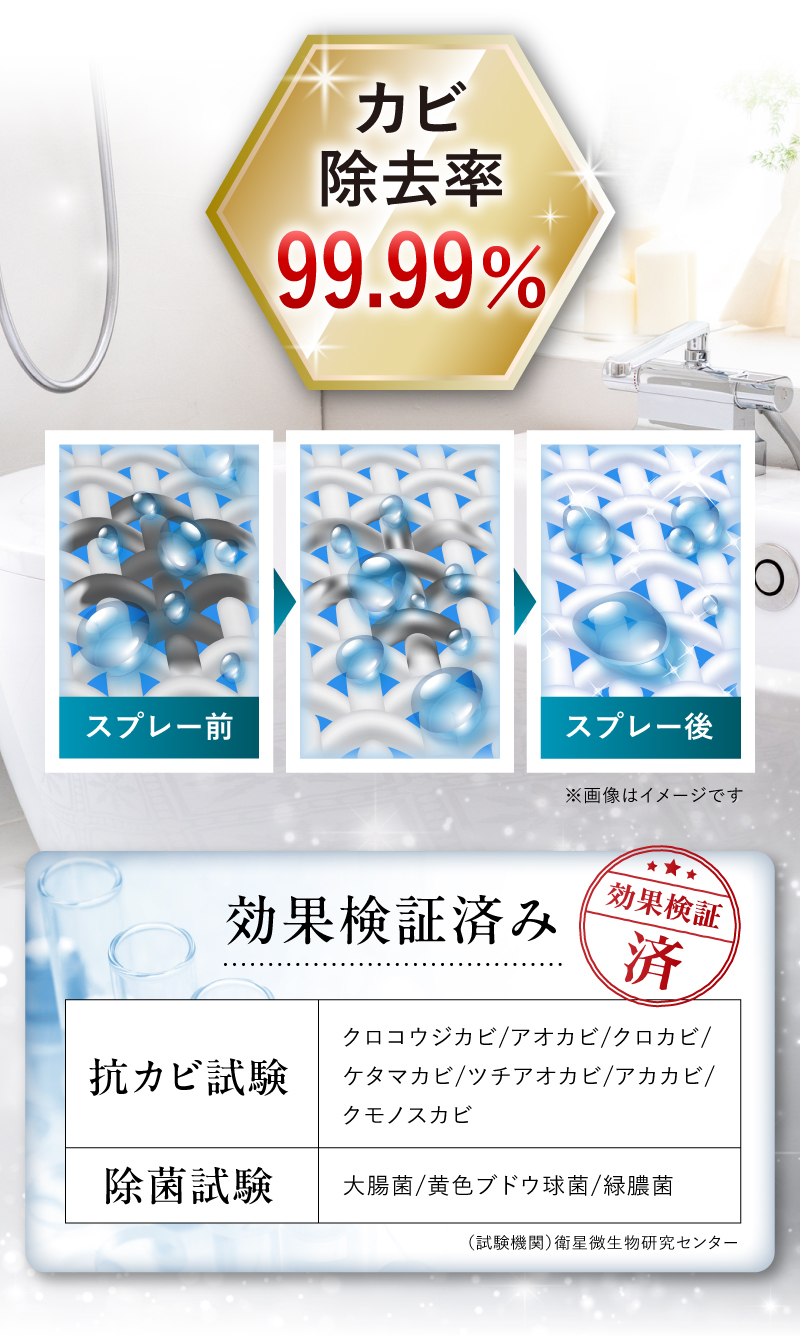 カビ
除去率
99.99%
スプレー前
スプレー後
※画像はイメージです
効果検証済み
効果検証
済
抗カビ試験
クロコウジカビ/アオカビ/クロカビ/
ケタマカビ/ツチアオカビ/アカカビ/
クモノスカビ
除菌試験
大腸菌/黄色ブドウ球菌/緑膿菌
(試験機関)衛星微生物研究センター